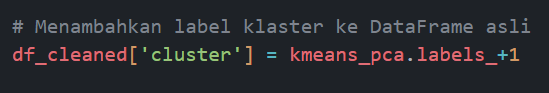 # Menambahkan label klaster ke DataFrame asli
df_cleaned['cluster'] = kmeans_pca.labels_+1